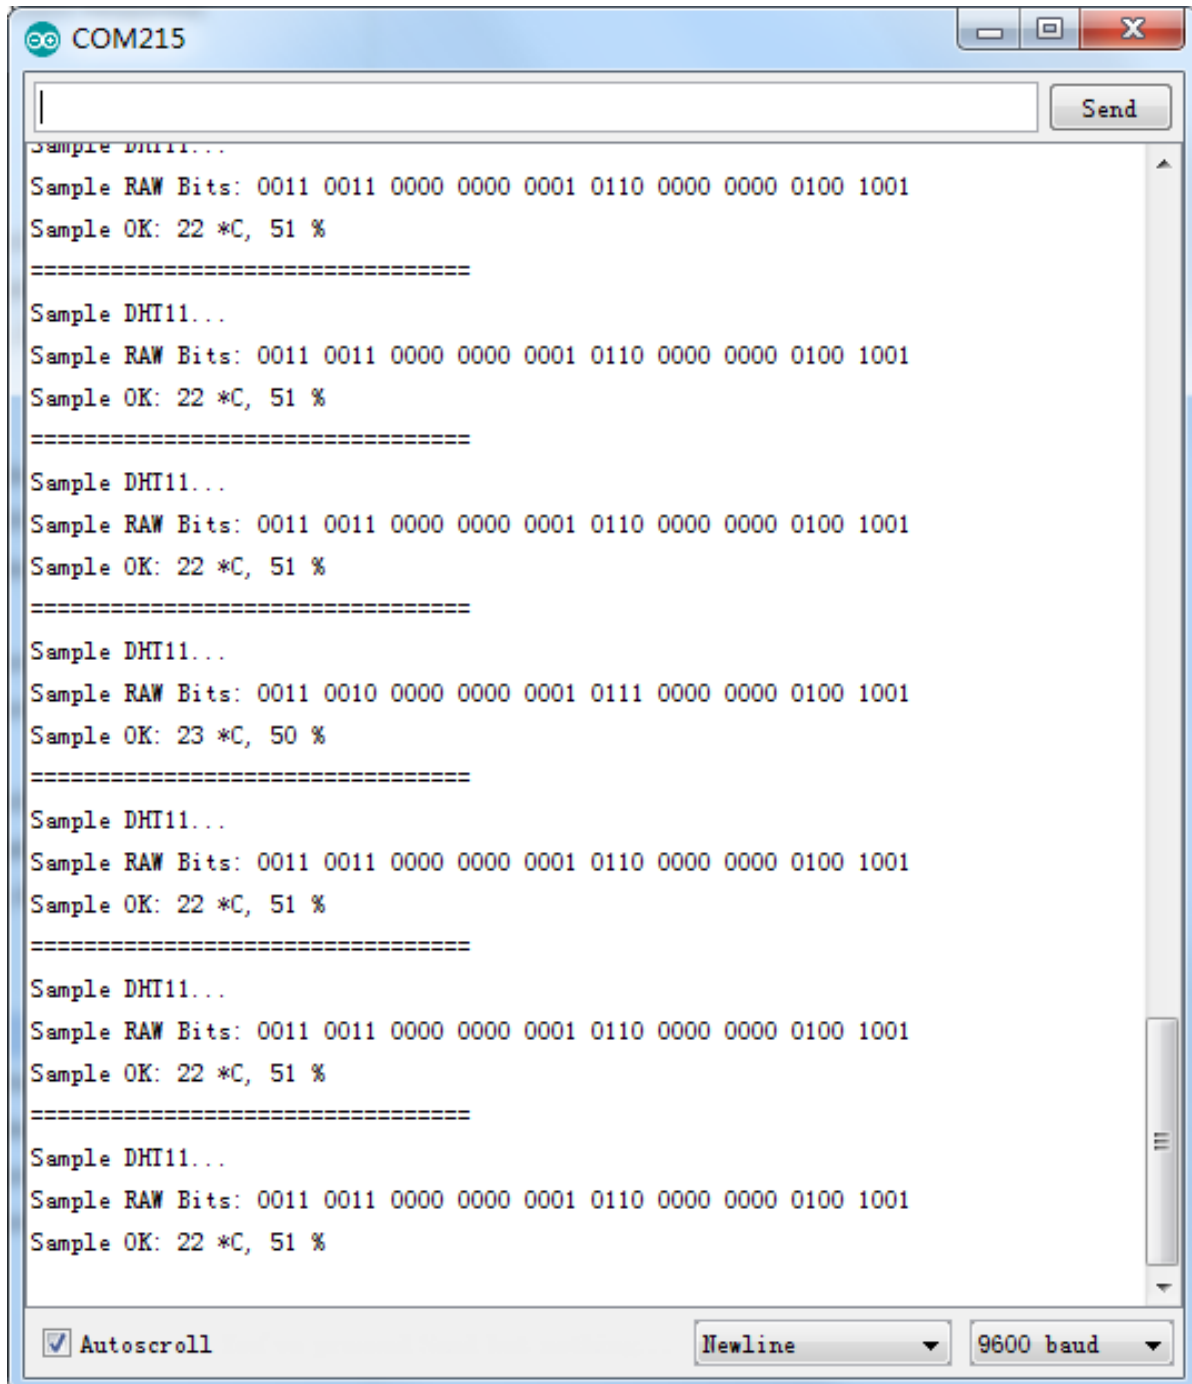 COM215
Send
Sample DHT11...
Sample RAW Bits: 0011 0011 0000 0000 0001 0110 0000 0000 0100 1001
Sample OK: 22 *C, 51 %
=================================
Sample DHT11...
Sample RAW Bits: 0011 0011 0000 0000 0001 0110 0000 0000 0100 1001
Sample OK: 22 *C, 51 %
=================================
Sample DHT11...
Sample RAW Bits: 0011 0011 0000 0000 0001 0110 0000 0000 0100 1001
Sample OK: 22 *C, 51 %
=================================
Sample DHT11...
Sample RAW Bits: 0011 0010 0000 0000 0001 0111 0000 0000 0100 1001
Sample OK: 23 *C, 50 %
=================================
Sample DHT11...
Sample RAW Bits: 0011 0011 0000 0000 0001 0110 0000 0000 0100 1001
Sample OK: 22 *C, 51 %
=================================
Sample DHT11...
Sample RAW Bits: 0011 0011 0000 0000 0001 0110 0000 0000 0100 1001
Sample OK: 22 *C, 51 %
=================================
Sample DHT11...
Sample RAW Bits: 0011 0011 0000 0000 0001 0110 0000 0000 0100 1001
Sample OK: 22 *C, 51 %
Autoscroll
Newline
9600 baud